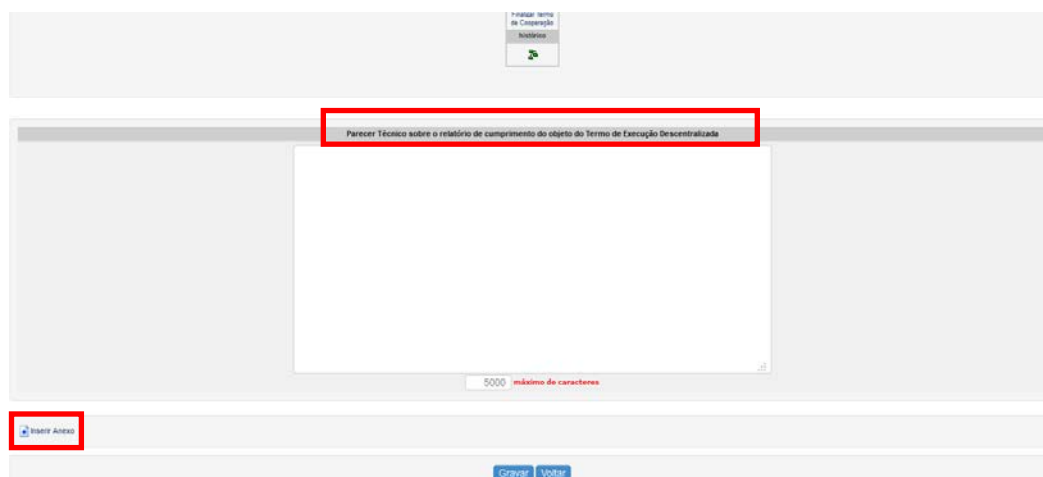 Finalizar Termo
de Cooperação
histórico
Parecer Técnico sobre o relatório de cumprimento do objeto do Termo de Execução Descentralizada
5000 máximo de caracteres
Inserir Anexo
Gravar Voltar